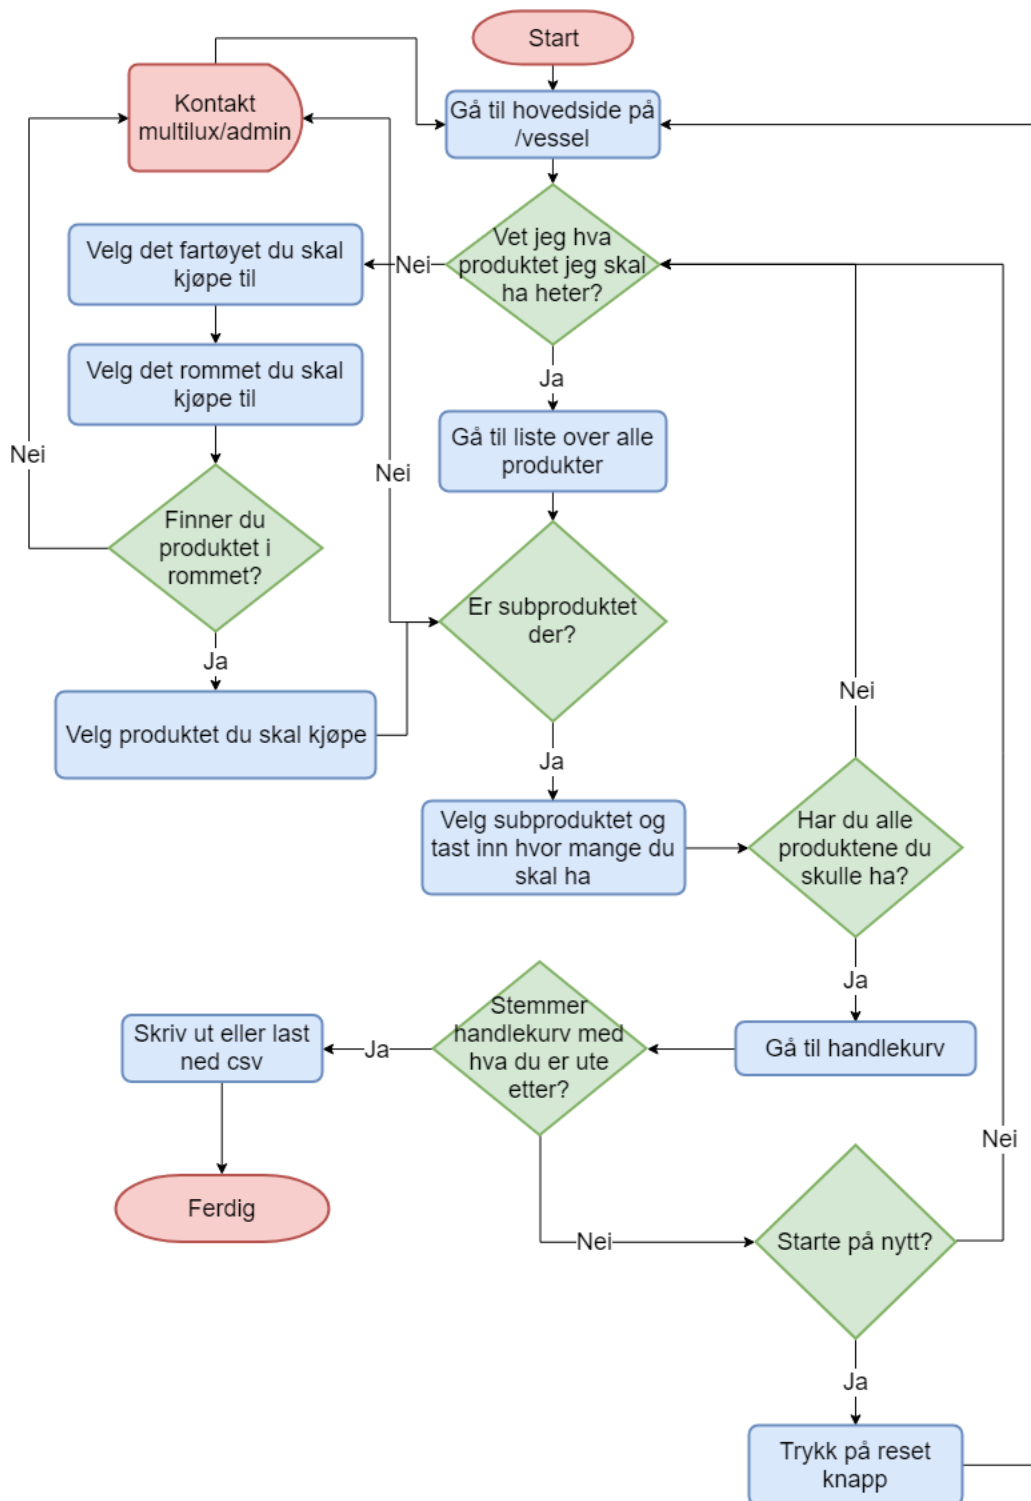 Start
Kontakt
multilux/admin
Gå til hovedside på
/vessel
Vet jeg hva
produktet jeg skal
ha heter?
Nei
Velg det fartøyet du skal
kjøpe til
Velg det rommet du skal
kjøpe til
Ja
Gå til liste over alle
produkter
Nei
Nei
Finner du
produktet i
rommet?
Er subproduktet
der?
Ja
Velg produktet du skal kjøpe
Nei
Ja
Velg subproduktet og
tast inn hvor mange du
skal ha
Har du alle
produktene du
skulle ha?
Ja
Stemmer
handlekurv med
hva du er ute
etter?
Gå til handlekurv
Ja
Skriv ut eller last
ned csv
Nei
Ferdig
Nei
Starte på nytt?
Ja
Trykk på reset
knapp